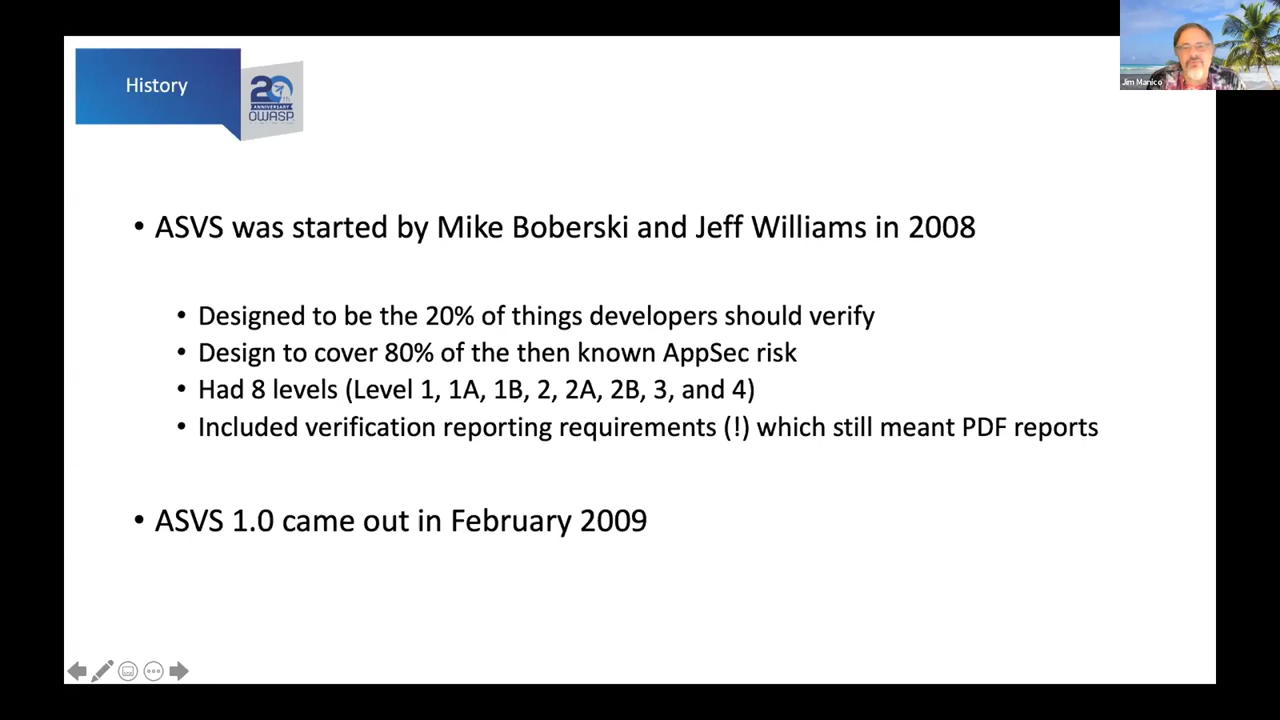 History
20
th
ANNIVERSARY
OWASP
Jim Manico
• ASVS was started by Mike Boberski and Jeff Williams in 2008
• Designed to be the 20% of things developers should verify
• Design to cover 80% of the then known AppSec risk
• Had 8 levels (Level 1, 1A, 1B, 2, 2A, 2B, 3, and 4)
• Included verification reporting requirements (!) which still meant PDF reports
• ASVS 1.0 came out in February 2009